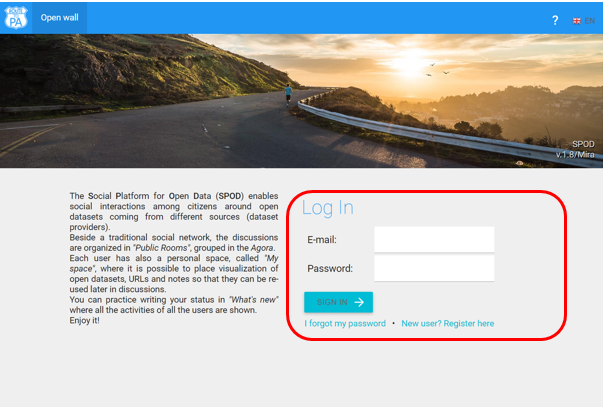 ROUTE
PA
Open wall
? EN
SPOD
v.1.8/Mira
The Social Platform for Open Data (SPOD) enables
social interactions among citizens around open
datasets coming from different sources (dataset
providers).
Beside a traditional social network, the discussions
are organized in "Public Rooms", grouped in the Agora.
Each user has also a personal space, called "My
space", where it is possible to place visualization of
open datasets, URLs and notes so that they can be re-
used later in discussions.
You can practice writing your status in "What's new"
where all the activities of all the users are shown.
Enjoy it!
Log In
E-mail:
Password:
SIGN IN →
I forgot my password • New user? Register here